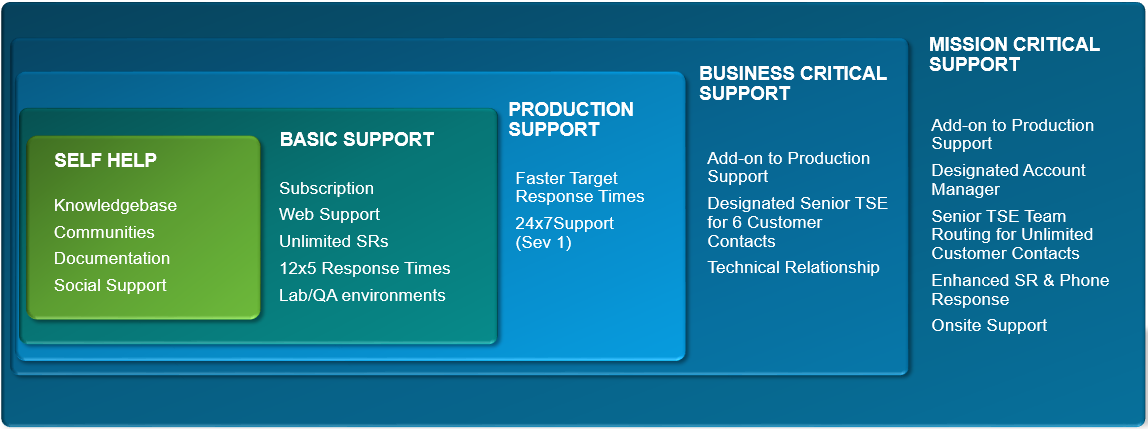 SELF HELP
Knowledgebase
Communities
Documentation
Social Support
BASIC SUPPORT
Subscription
Web Support
Unlimited SRs
12x5 Response Times
Lab/QA environments
PRODUCTION
SUPPORT
Faster Target
Response Times
24x7Support
(Sev 1)
BUSINESS CRITICAL
SUPPORT
Add-on to Production
Support
Designated Senior TSE
for 6 Customer
Contacts
Technical Relationship
MISSION CRITICAL
SUPPORT
Add-on to Production
Support
Designated Account
Manager
Senior TSE Team
Routing for Unlimited
Customer Contacts
Enhanced SR & Phone
Response
Onsite Support